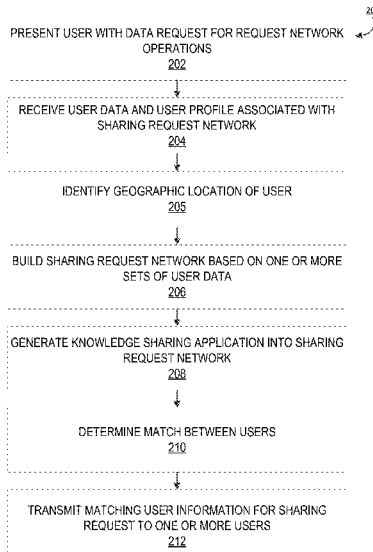 20
PRESENT USER WITH DATA REQUEST FOR REQUEST NETWORK
OPERATIONS
202
RECEIVE USER DATA AND USER PROFILE ASSOCIATED WITH
SHARING REQUEST NETWORK
204
IDENTIFY GEOGRAPHIC LOCATION OF USER
205
BUILD SHARING REQUEST NETWORK BASED ON ONE OR MORE
SETS OF USER DATA
206
GENERATE KNOWLEDGE SHARING APPLICATION INTO SHARING
REQUEST NETWORK
208
DETERMINE MATCH BETWEEN USERS
210
TRANSMIT MATCHING USER INFORMATION FOR SHARING
REQUEST TO ONE OR MORE USERS
212